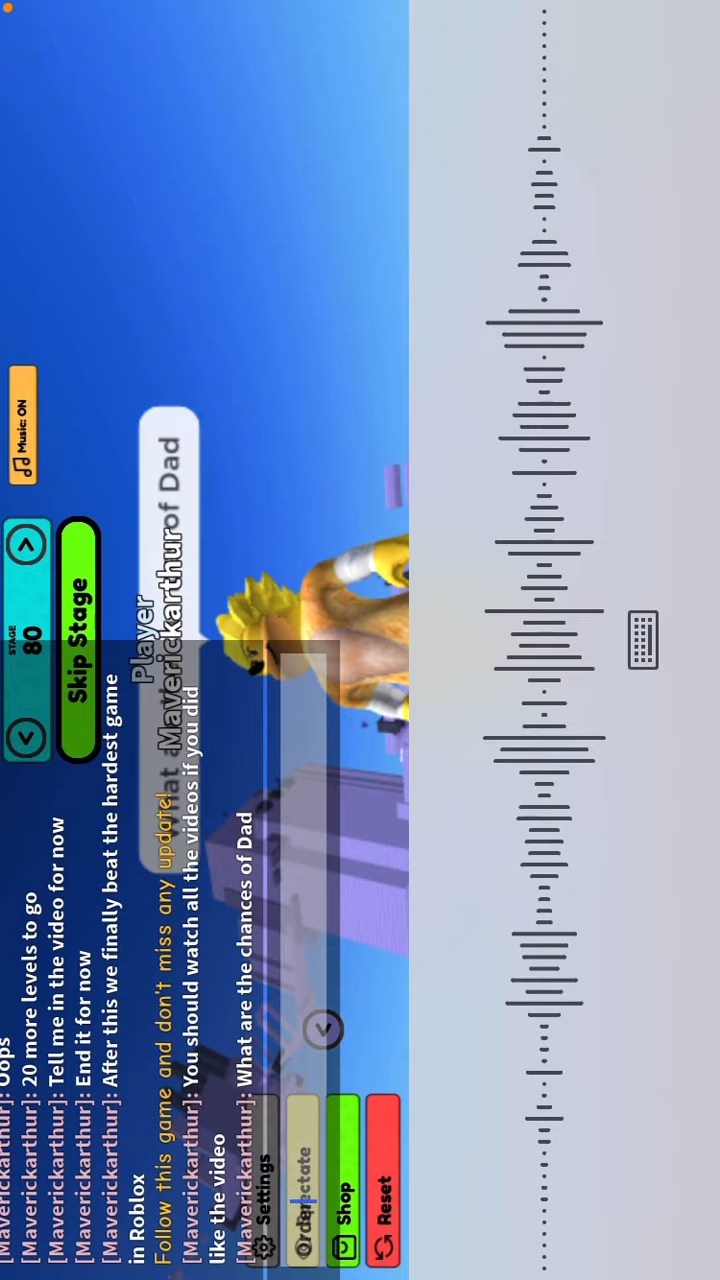 [Maverickarthur]: Oops
[Maverickarthur]: 20 more levels to go
[Maverickarthur]: Tell me in the video for now
[Maverickarthur]: End it for now
[Maverickarthur]: After this we finally beat the hardest game
in Roblox
Follow this game and don't miss any update!
[Maverickarthur]: You should watch all the videos if you did
like the video
[Maverickarthur]: What are the chances of Dad
STAGE
80
Skip Stage
Music: ON
Player
Maverickarthur
What of Dad
Settings
Spectate
Shop
Reset